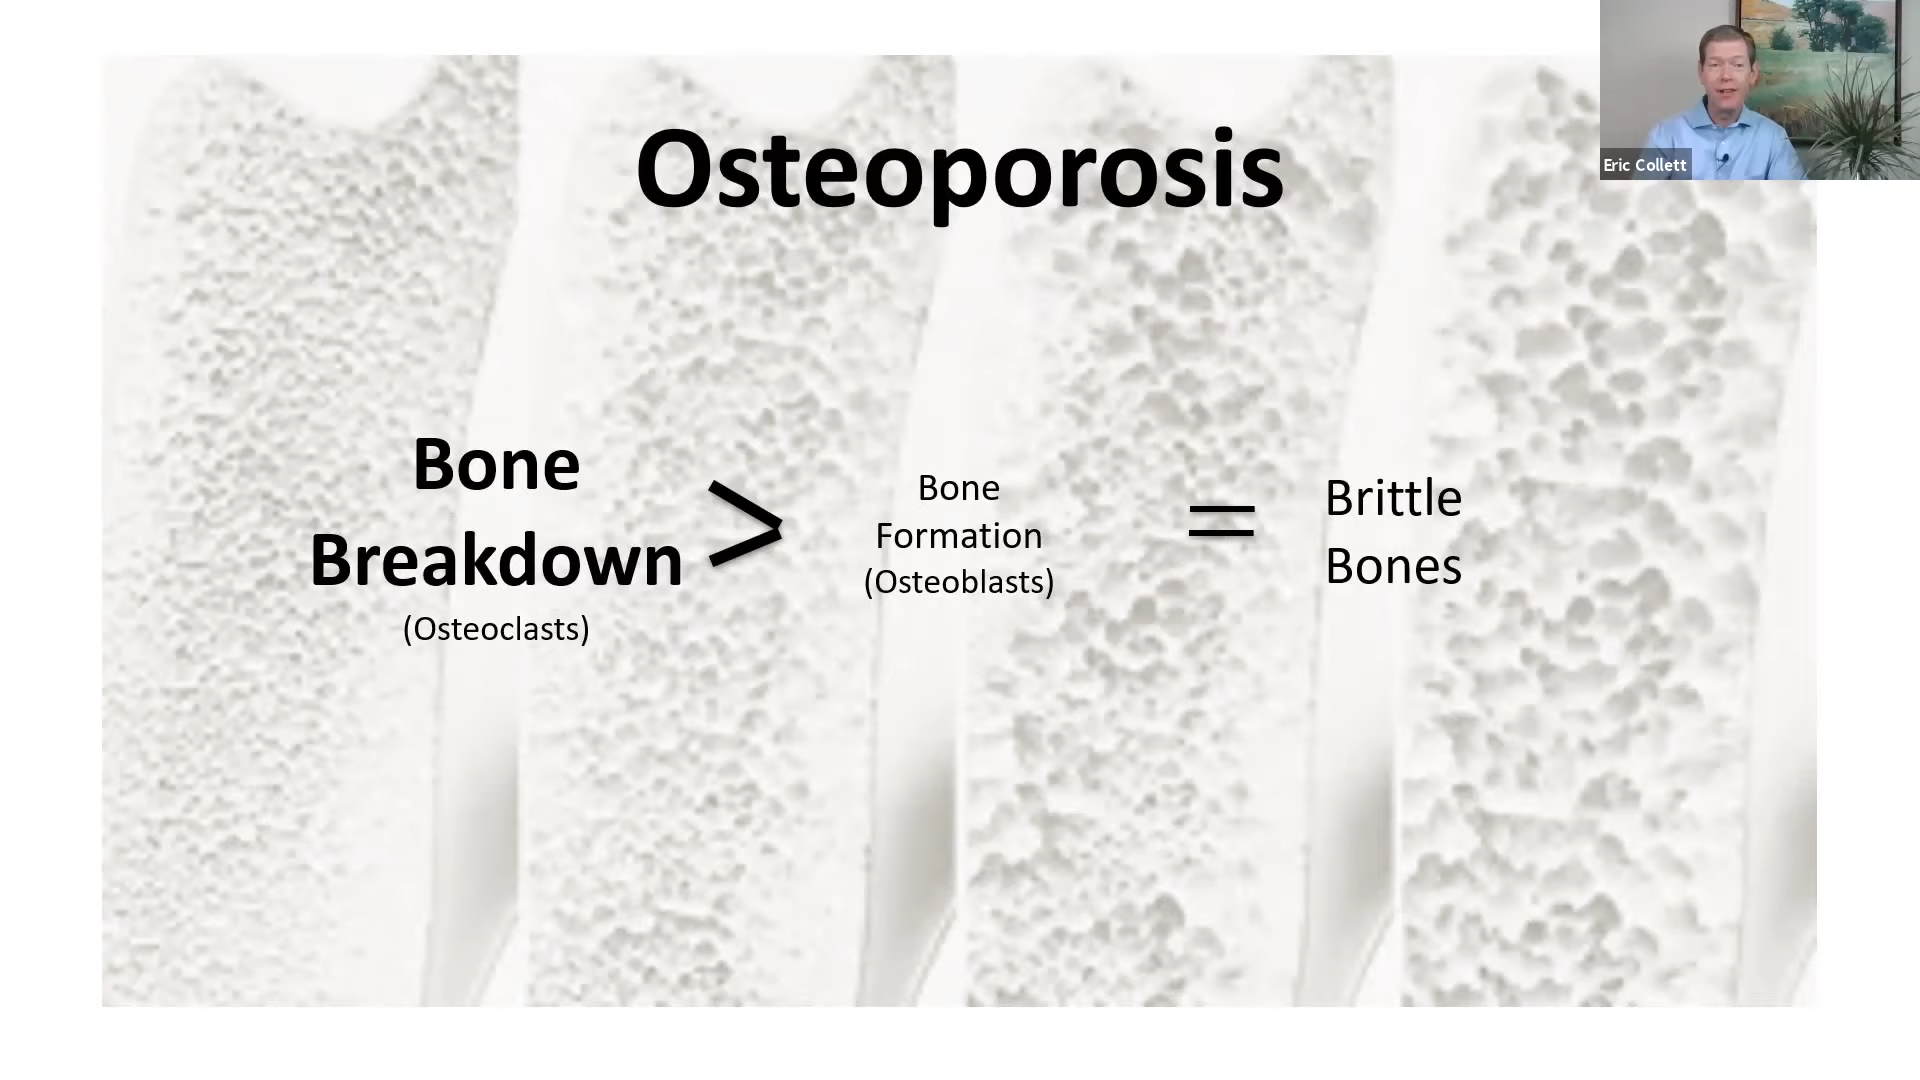 Osteoporosis
Eric Collett
Bone
Breakdown
(Osteoclasts)
>
Bone
Formation
(Osteoblasts)
=
Brittle
Bones